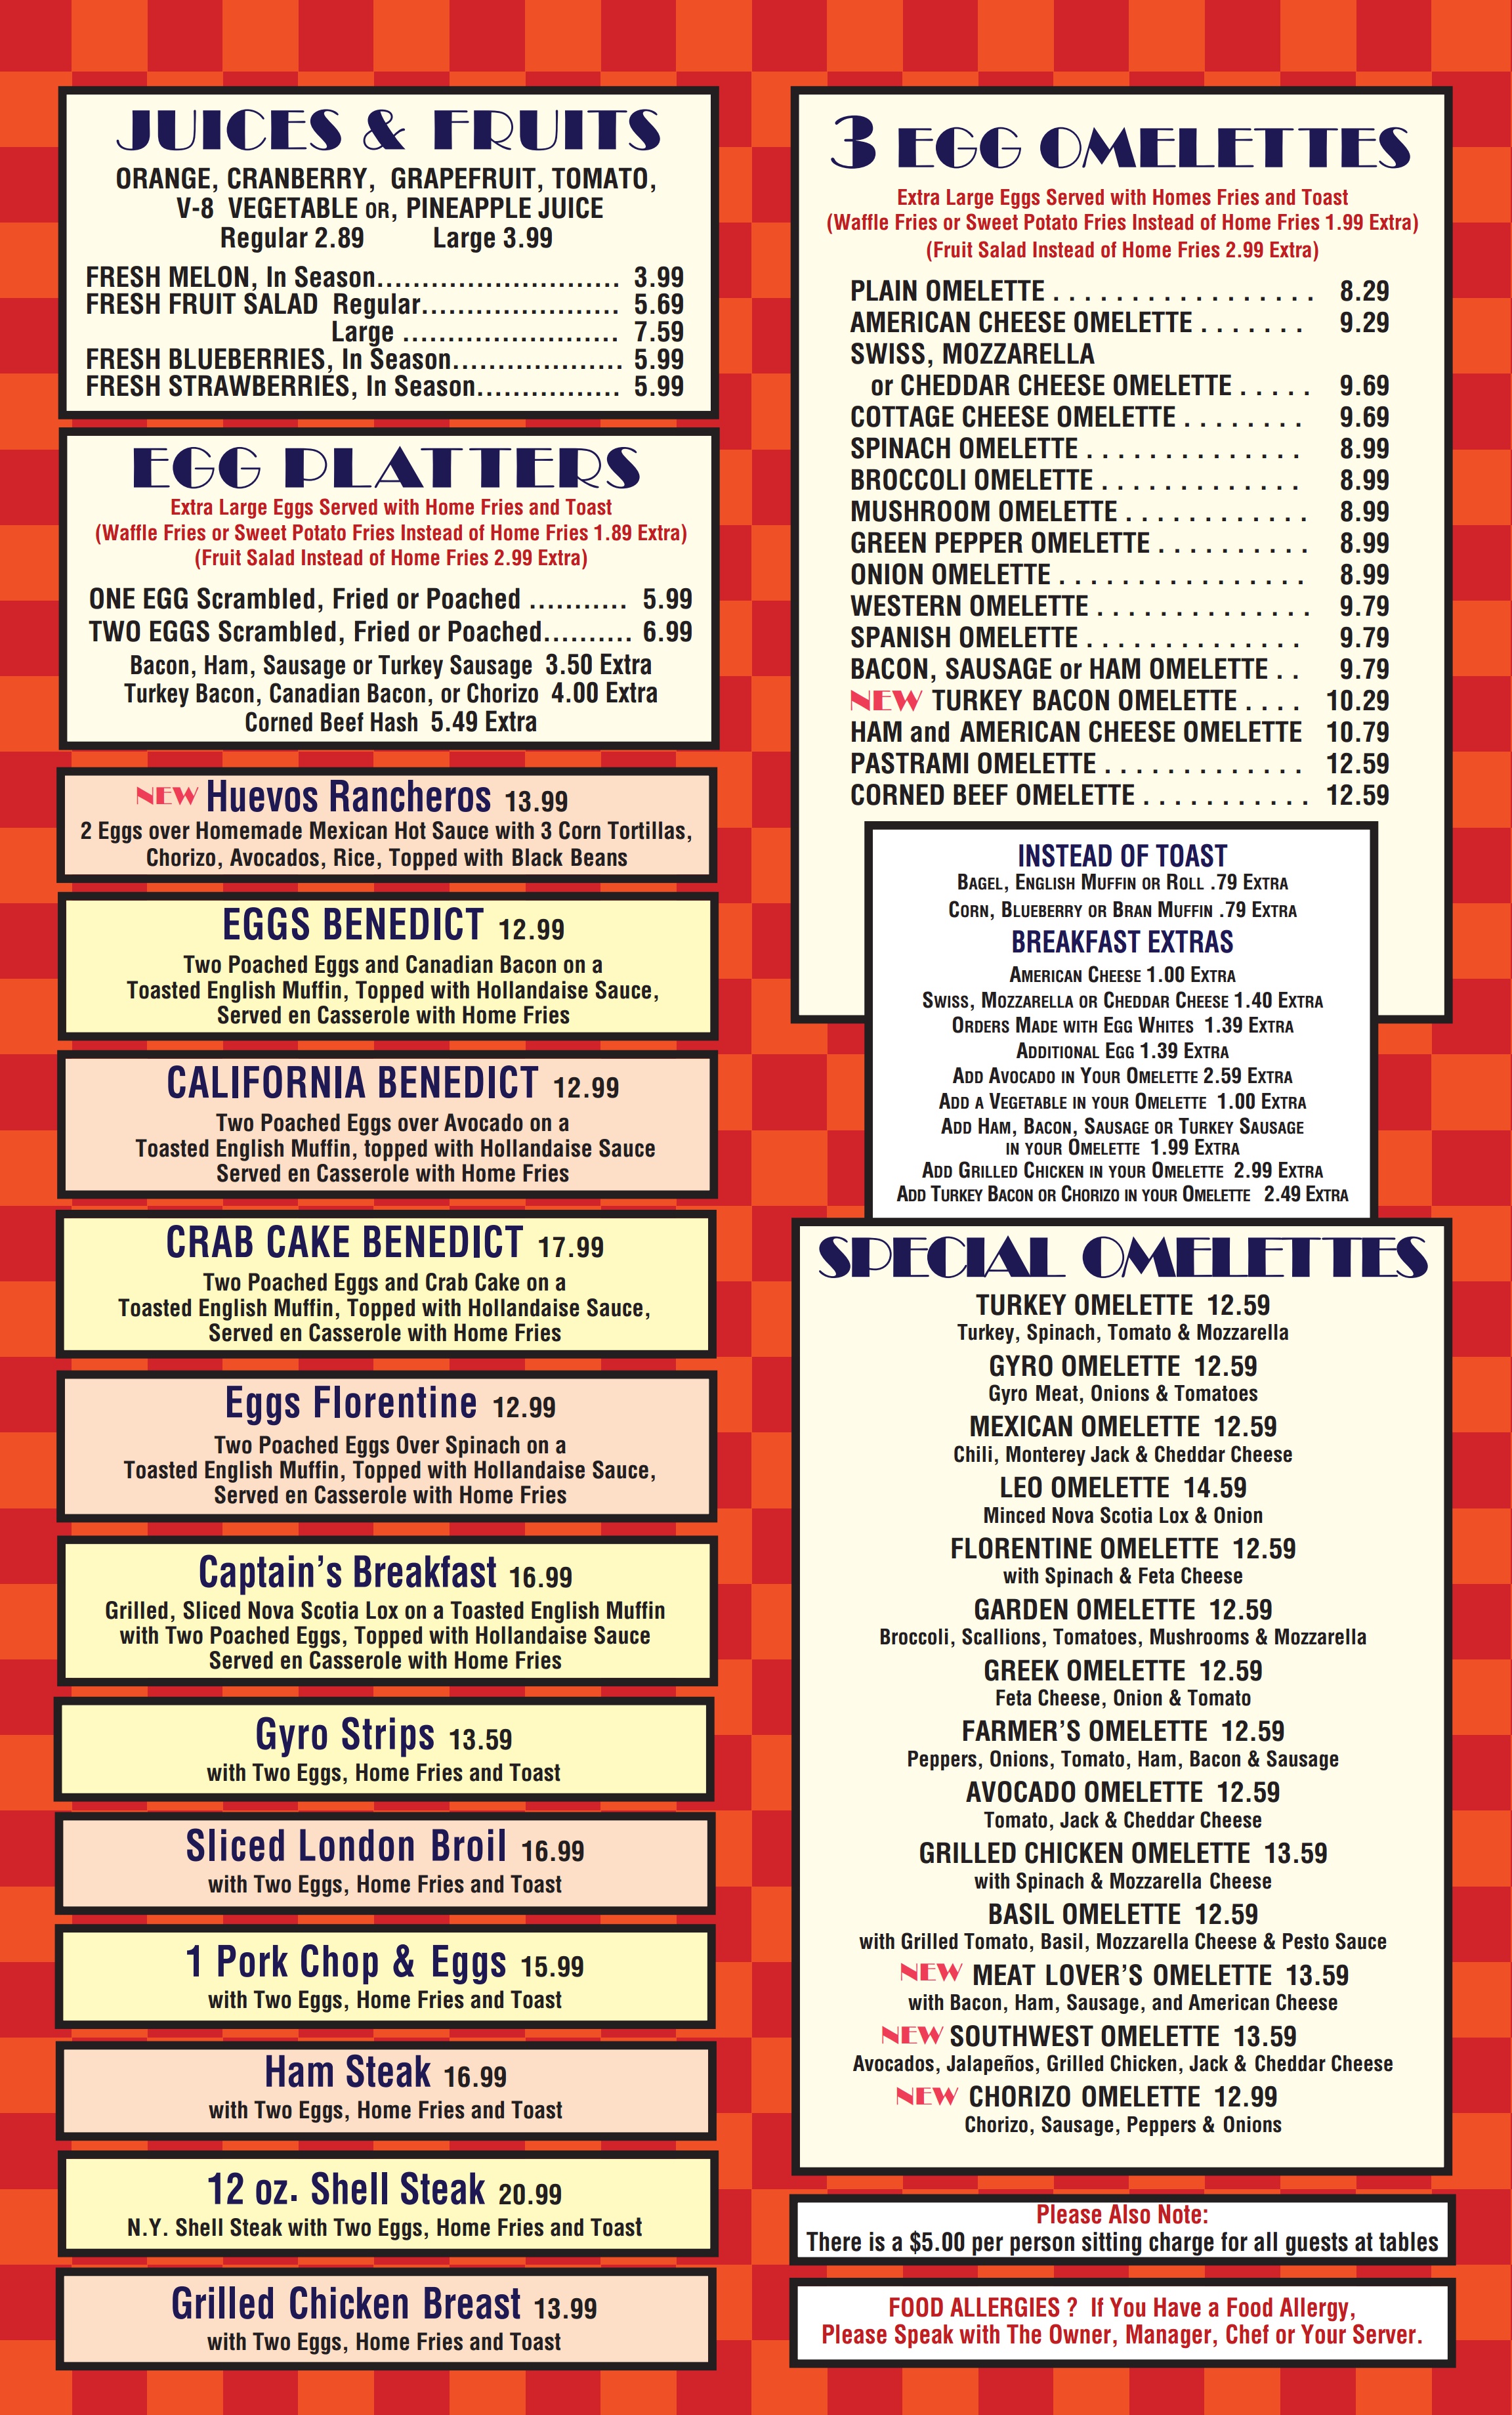 JUICES & FRUITS
ORANGE, CRANBERRY, GRAPEFRUIT, TOMATO,
V-8 VEGETABLE OR, PINEAPPLE JUICE
Regular 2.89 Large 3.99
FRESH MELON, In Season........................... 3.99
FRESH FRUIT SALAD Regular...................... 5.69
Large ........................ 7.59
FRESH BLUEBERRIES, In Season................... 5.99
FRESH STRAWBERRIES, In Season................ 5.99
EGG PLATTERS
Extra Large Eggs Served with Home Fries and Toast
(Waffle Fries or Sweet Potato Fries Instead of Home Fries 1.89 Extra)
(Fruit Salad Instead of Home Fries 2.99 Extra)
ONE EGG Scrambled, Fried or Poached ........... 5.99
TWO EGGS Scrambled, Fried or Poached.......... 6.99
Bacon, Ham, Sausage or Turkey Sausage 3.50 Extra
Turkey Bacon, Canadian Bacon, or Chorizo 4.00 Extra
Corned Beef Hash 5.49 Extra
NEW Huevos Rancheros 13.99
2 Eggs over Homemade Mexican Hot Sauce with 3 Corn Tortillas,
Chorizo, Avocados, Rice, Topped with Black Beans
EGGS BENEDICT 12.99
Two Poached Eggs and Canadian Bacon on a
Toasted English Muffin, Topped with Hollandaise Sauce,
Served en Casserole with Home Fries
CALIFORNIA BENEDICT 12.99
Two Poached Eggs over Avocado on a
Toasted English Muffin, topped with Hollandaise Sauce
Served en Casserole with Home Fries
CRAB CAKE BENEDICT 17.99
Two Poached Eggs and Crab Cake on a
Toasted English Muffin, Topped with Hollandaise Sauce,
Served en Casserole with Home Fries
Eggs Florentine 12.99
Two Poached Eggs Over Spinach on a
Toasted English Muffin, Topped with Hollandaise Sauce,
Served en Casserole with Home Fries
Captain's Breakfast 16.99
Grilled, Sliced Nova Scotia Lox on a Toasted English Muffin
with Two Poached Eggs, Topped with Hollandaise Sauce
Served en Casserole with Home Fries
Gyro Strips 13.59
with Two Eggs, Home Fries and Toast
Sliced London Broil 16.99
with Two Eggs, Home Fries and Toast
1 Pork Chop & Eggs 15.99
with Two Eggs, Home Fries and Toast
Ham Steak 16.99
with Two Eggs, Home Fries and Toast
12 oz. Shell Steak 20.99
N.Y. Shell Steak with Two Eggs, Home Fries and Toast
Grilled Chicken Breast 13.99
with Two Eggs, Home Fries and Toast
3 EGG OMELETTES
Extra Large Eggs Served with Homes Fries and Toast
(Waffle Fries or Sweet Potato Fries Instead of Home Fries 1.99 Extra)
(Fruit Salad Instead of Home Fries 2.99 Extra)
PLAIN OMELETTE . . . . . . . . . . . . . . . . . 8.29
AMERICAN CHEESE OMELETTE . . . . . . . 9.29
SWISS, MOZZARELLA
or CHEDDAR CHEESE OMELETTE . . . . . 9.69
COTTAGE CHEESE OMELETTE . . . . . . . . 9.69
SPINACH OMELETTE . . . . . . . . . . . . . . 8.99
BROCCOLI OMELETTE . . . . . . . . . . . . . 8.99
MUSHROOM OMELETTE . . . . . . . . . . . . 8.99
GREEN PEPPER OMELETTE . . . . . . . . . . 8.99
ONION OMELETTE . . . . . . . . . . . . . . . . 8.99
WESTERN OMELETTE . . . . . . . . . . . . . . 9.79
SPANISH OMELETTE . . . . . . . . . . . . . . 9.79
BACON, SAUSAGE or HAM OMELETTE . . 9.79
NEW TURKEY BACON OMELETTE . . . . 10.29
HAM and AMERICAN CHEESE OMELETTE 10.79
PASTRAMI OMELETTE . . . . . . . . . . . . . 12.59
CORNED BEEF OMELETTE . . . . . . . . . . . 12.59
INSTEAD OF TOAST
BAGEL, ENGLISH MUFFIN OR ROLL .79 EXTRA
CORN, BLUEBERRY OR BRAN MUFFIN .79 EXTRA
BREAKFAST EXTRAS
AMERICAN CHEESE 1.00 EXTRA
SWISS, MOZZARELLA OR CHEDDAR CHEESE 1.40 EXTRA
ORDERS MADE WITH EGG WHITES 1.39 EXTRA
ADDITIONAL EGG 1.39 EXTRA
ADD AVOCADO IN YOUR OMELETTE 2.59 EXTRA
ADD A VEGETABLE IN YOUR OMELETTE 1.00 EXTRA
ADD HAM, BACON, SAUSAGE OR TURKEY SAUSAGE
IN YOUR OMELETTE 1.99 EXTRA
ADD GRILLED CHICKEN IN YOUR OMELETTE 2.99 EXTRA
ADD TURKEY BACON OR CHORIZO IN YOUR OMELETTE 2.49 EXTRA
SPECIAL OMELETTES
TURKEY OMELETTE 12.59
Turkey, Spinach, Tomato & Mozzarella
GYRO OMELETTE 12.59
Gyro Meat, Onions & Tomatoes
MEXICAN OMELETTE 12.59
Chili, Monterey Jack & Cheddar Cheese
LEO OMELETTE 14.59
Minced Nova Scotia Lox & Onion
FLORENTINE OMELETTE 12.59
with Spinach & Feta Cheese
GARDEN OMELETTE 12.59
Broccoli, Scallions, Tomatoes, Mushrooms & Mozzarella
GREEK OMELETTE 12.59
Feta Cheese, Onion & Tomato
FARMER'S OMELETTE 12.59
Peppers, Onions, Tomato, Ham, Bacon & Sausage
AVOCADO OMELETTE 12.59
Tomato, Jack & Cheddar Cheese
GRILLED CHICKEN OMELETTE 13.59
with Spinach & Mozzarella Cheese
BASIL OMELETTE 12.59
with Grilled Tomato, Basil, Mozzarella Cheese & Pesto Sauce
NEW MEAT LOVER'S OMELETTE 13.59
with Bacon, Ham, Sausage, and American Cheese
NEW SOUTHWEST OMELETTE 13.59
Avocados, Jalapeños, Grilled Chicken, Jack & Cheddar Cheese
NEW CHORIZO OMELETTE 12.99
Chorizo, Sausage, Peppers & Onions
Please Also Note:
There is a $5.00 per person sitting charge for all guests at tables
FOOD ALLERGIES ? If You Have a Food Allergy,
Please Speak with The Owner, Manager, Chef or Your Server.